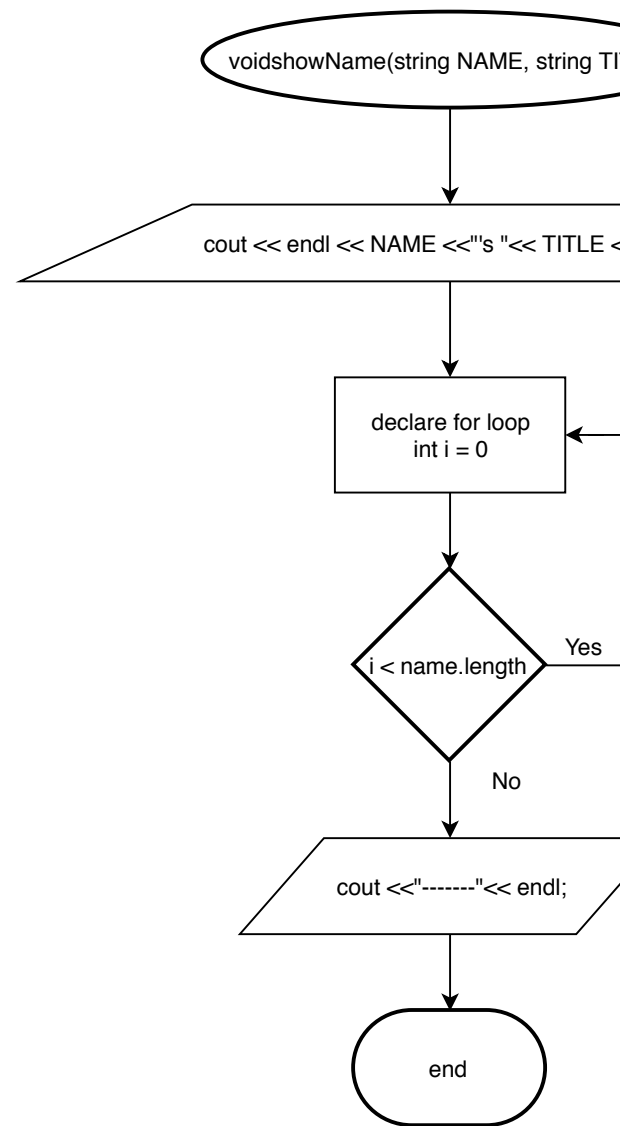 voidshowName(string NAME, string
cout << endl << NAME <<"'s "<< TITLE
declare for loop
int i = 0
i < name.length
Yes
No
cout <<"-------"<< endl;
end